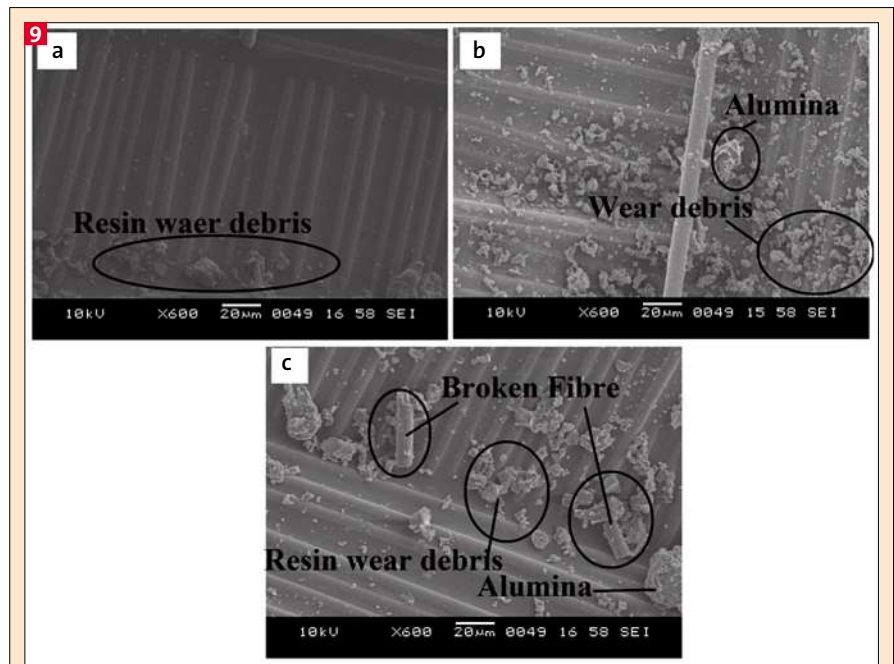 9
a
Resin waer debris
10kV X600 20µm 0049 16 58 SEI
b
Alumina
Wear debris
10kV X600 20µm 0049 15 58 SEI
c
Broken Fibre
Resin wear debris
Alumina
10kV X600 20µm 0049 16 58 SEI